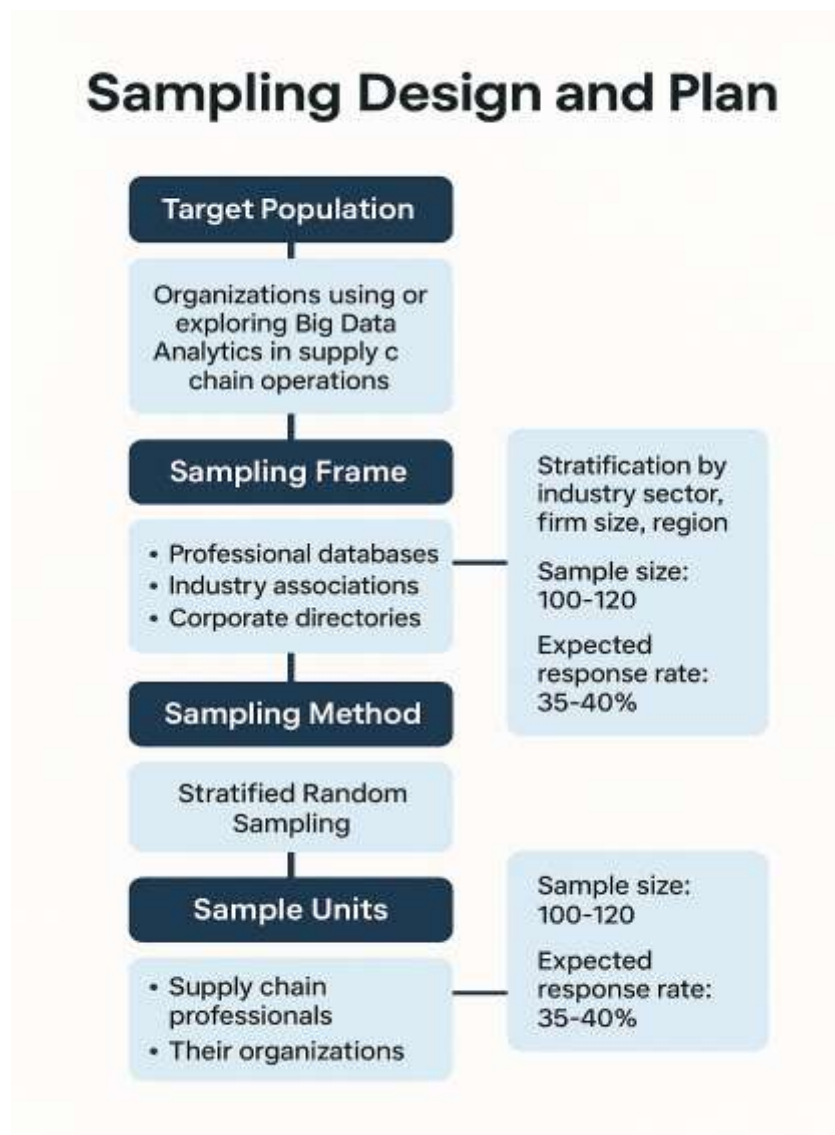 Sampling Design and Plan
Target Population
Organizations using or
exploring Big Data
Analytics in supply c
chain operations
Sampling Frame
• Professional databases
• Industry associations
• Corporate directories
Stratification by
industry sector,
firm size, region
Sample size:
100-120
Expected
response rate:
35-40%
Sampling Method
Stratified Random
Sampling
Sample Units
• Supply chain
professionals
• Their organizations
Sample size:
100-120
Expected
response rate:
35-40%